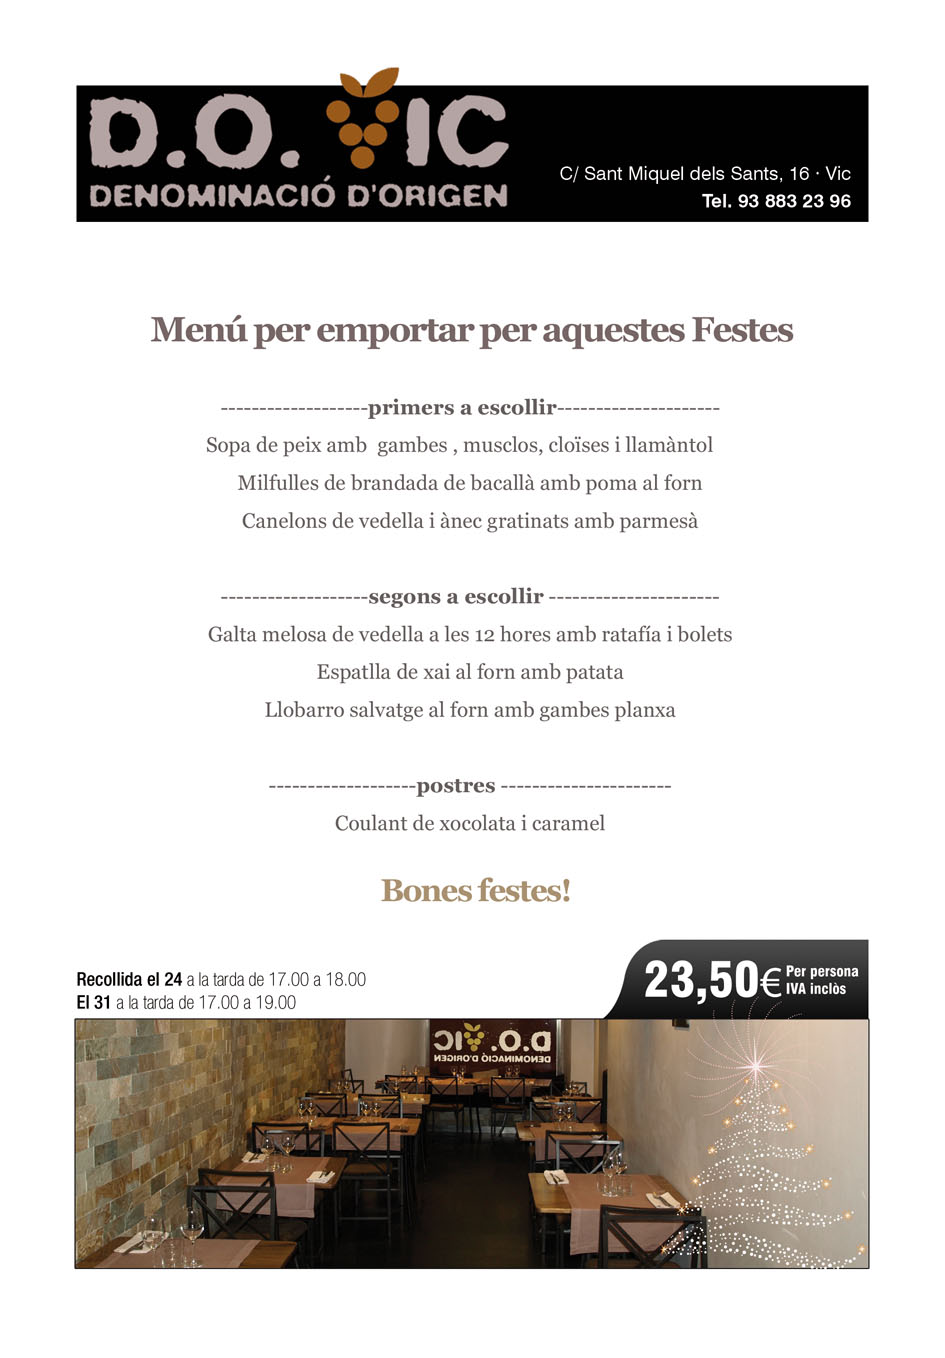 D.O. VIC
DENOMINACIÓ D'ORIGEN
C/ Sant Miquel dels Sants, 16 · Vic
Tel. 93 883 23 96
Menú per emportar per aquestes Festes
-------------------primers a escollir---------------------
Sopa de peix amb  gambes , musclos, cloïses i llamàntol
Milfulles de brandada de bacallà amb poma al forn
Canelons de vedella i ànec gratinats amb parmesà
-------------------segons a escollir ----------------------
Galta melosa de vedella a les 12 hores amb ratafía i bolets
Espatlla de xai al forn amb patata
Llobarro salvatge al forn amb gambes planxa
-------------------postres ----------------------
Coulant de xocolata i caramel
Bones festes!
Recollida el 24 a la tarda de 17.00 a 18.00
El 31 a la tarda de 17.00 a 19.00
23,50€ Per persona
IVA inclòs
D.O. VIC
DENOMINACIÓ D'ORIGEN